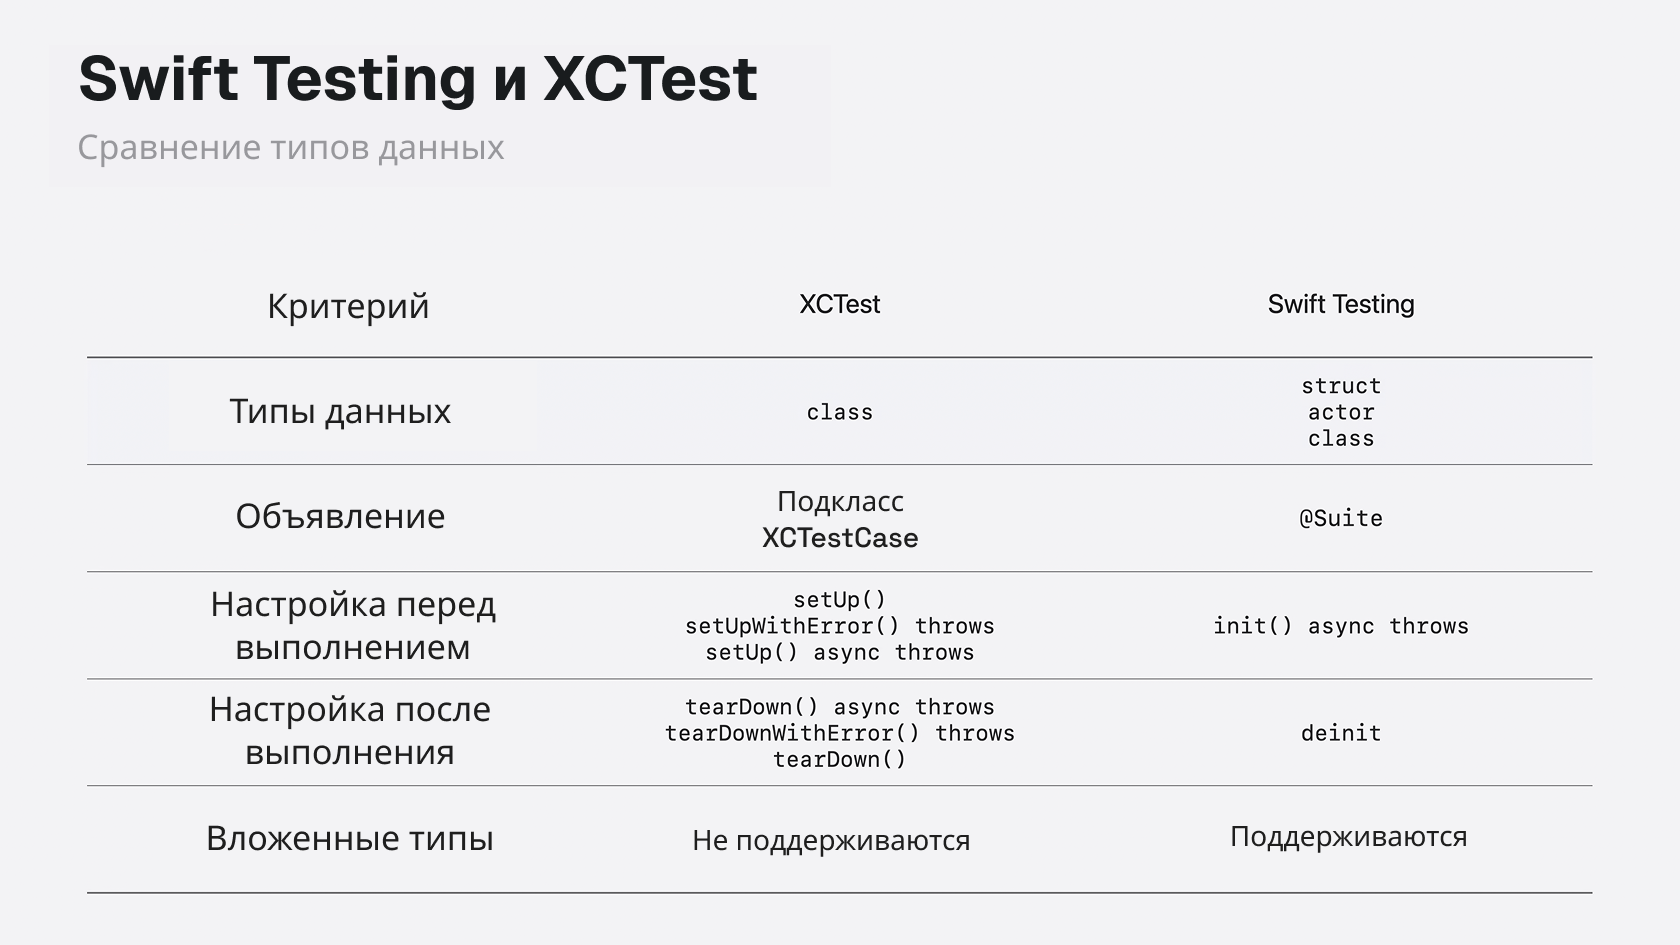 Swift Testing и XCTest
Сравнение типов данных
Критерий
XCTest
Swift Testing
Типы данных
class
struct
actor
class
Объявление
Подкласс
XCTestCase
@Suite
Настройка перед
выполнением
setUp()
setUpWithError() throws
setUp() async throws
init() async throws
Настройка после
выполнения
tearDown() async throws
tearDownWithError() throws
tearDown()
deinit
Вложенные типы
Не поддерживаются
Поддерживаются